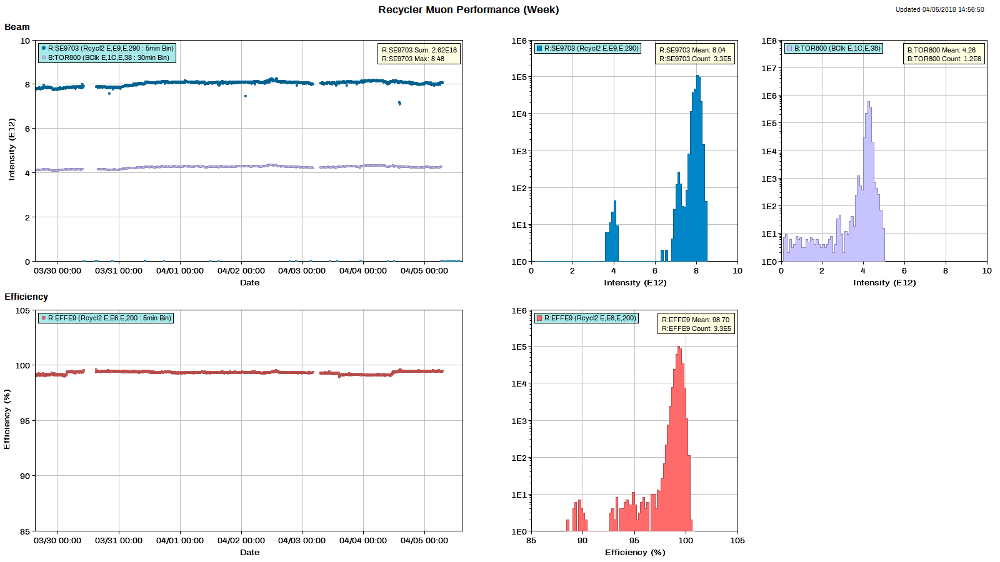 Recycler Muon Performance (Week)
Updated 04/05/2018 14:56:50
Beam
R:SE9703 (Rcycl2 E,E9,E,290 : 5min Bin)
B:TOR800 (BClk E,1C,E,38 : 30min Bin)
R:SE9703 Sum: 2.62E18
R:SE9703 Max: 8.48
10
8
6
4
2
0
Intensity (E12)
03/30 00:00 03/31 00:00 04/01 00:00 04/02 00:00 04/03 00:00 04/04 00:00 04/05 00:00
Date
R:SE9703 (Rcycl2 E,E9,E,290)
R:SE9703 Mean: 8.04
R:SE9703 Count: 3.3E5
1E6
1E5
1E4
1E3
1E2
1E1
1E0
0 2 4 6 8 10
Intensity (E12)
B:TOR800 (BClk E,1C,E,38)
B:TOR800 Mean: 4.26
B:TOR800 Count: 1.2E6
1E8
1E7
1E6
1E5
1E4
1E3
1E2
1E1
1E0
0 2 4 6 8 10
Intensity (E12)
Efficiency
R:EFFE9 (Rcycl2 E,E6,E,200 : 5min Bin)
105
100
95
90
85
Efficiency (%)
03/30 00:00 03/31 00:00 04/01 00:00 04/02 00:00 04/03 00:00 04/04 00:00 04/05 00:00
Date
R:EFFE9 (Rcycl2 E,E6,E,200)
R:EFFE9 Mean: 98.70
R:EFFE9 Count: 3.3E5
1E6
1E5
1E4
1E3
1E2
1E1
1E0
85 90 95 100 105
Efficiency (%)